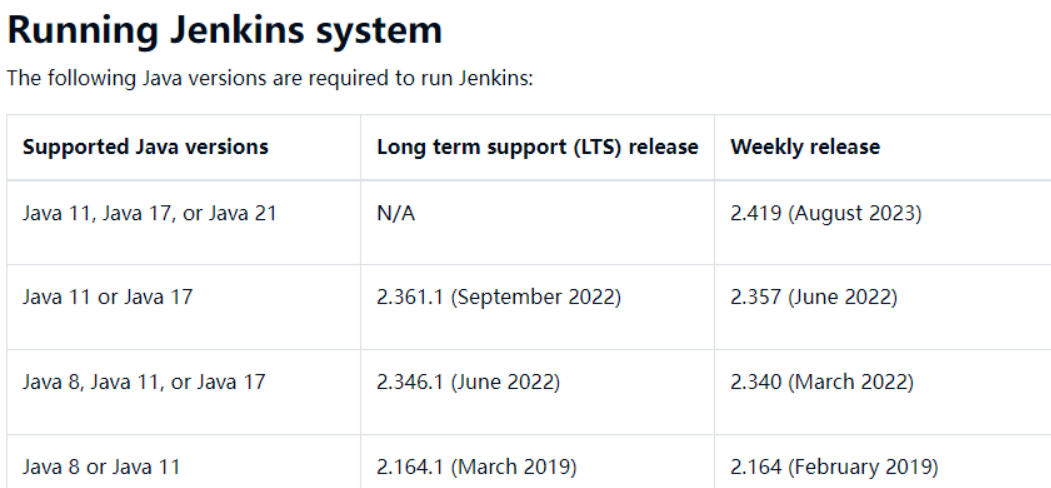 Running Jenkins system
The following Java versions are required to run Jenkins:
Supported Java versions Long term support (LTS) release Weekly release
Java 11, Java 17, or Java 21 N/A 2.419 (August 2023)
Java 11 or Java 17 2.361.1 (September 2022) 2.357 (June 2022)
Java 8, Java 11, or Java 17 2.346.1 (June 2022) 2.340 (March 2022)
Java 8 or Java 11 2.164.1 (March 2019) 2.164 (February 2019)